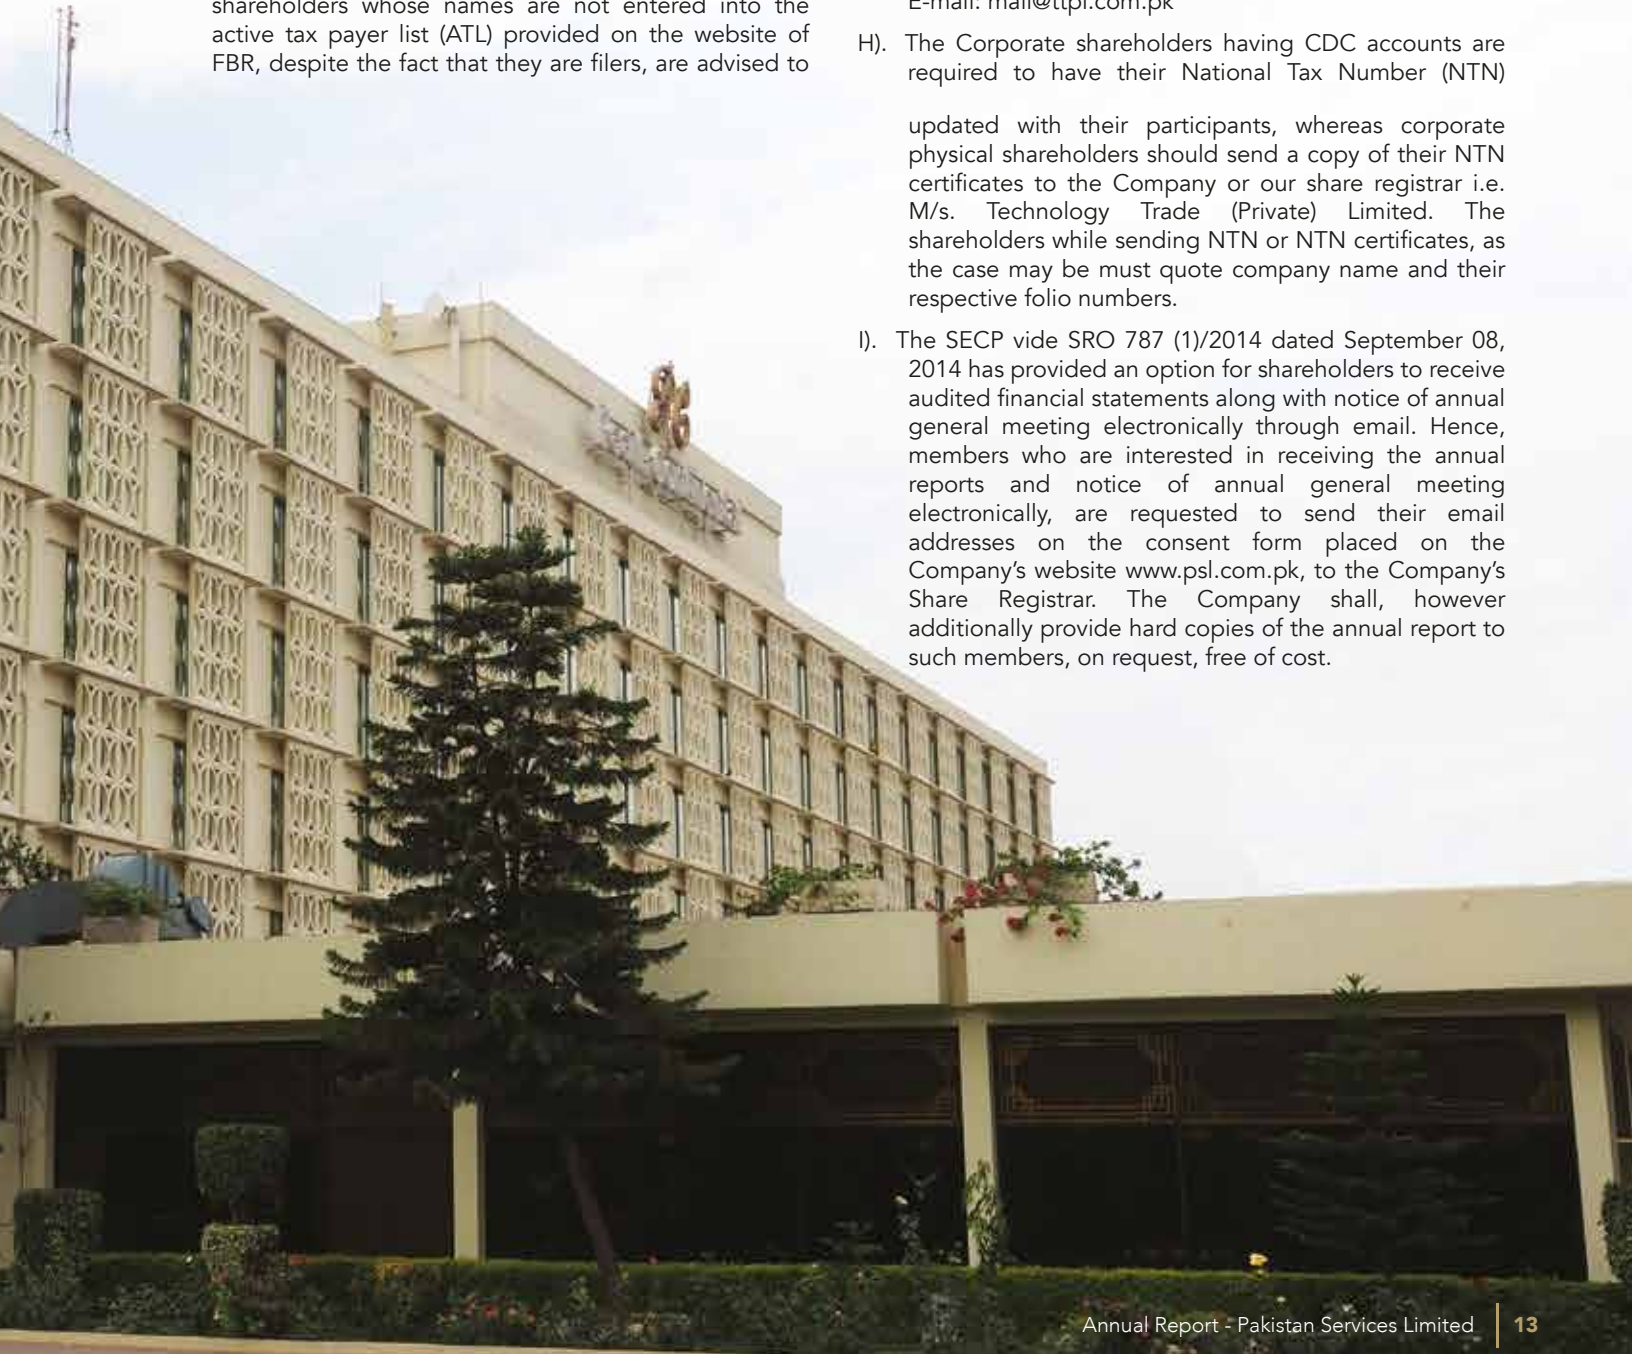 shareholders whose names are not entered into the
active tax payer list (ATL) provided on the website of
FBR, despite the fact that they are filers, are advised to
E-mail: mail@ttpl.com.pk
H). The Corporate shareholders having CDC accounts are
required to have their National Tax Number (NTN)
updated with their participants, whereas corporate
physical shareholders should send a copy of their NTN
certificates to the Company or our share registrar i.e.
M/s. Technology Trade (Private) Limited. The
shareholders while sending NTN or NTN certificates, as
the case may be must quote company name and their
respective folio numbers.
I). The SECP vide SRO 787 (1)/2014 dated September 08,
2014 has provided an option for shareholders to receive
audited financial statements along with notice of annual
general meeting electronically through email. Hence,
members who are interested in receiving the annual
reports and notice of annual general meeting
electronically, are requested to send their email
addresses on the consent form placed on the
Company's website www.psl.com.pk, to the Company's
Share Registrar. The Company shall, however
additionally provide hard copies of the annual report to
such members, on request, free of cost.
Annual Report - Pakistan Services Limited 13